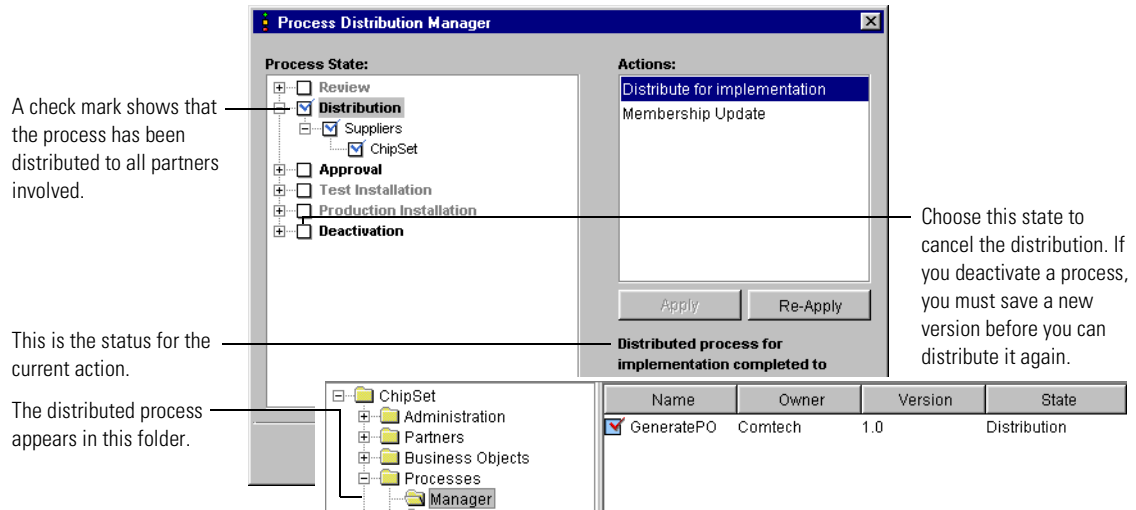 Process Distribution Manager
Process State:
Review
Distribution
Suppliers
ChipSet
Approval
Test Installation
Production Installation
Deactivation
Actions:
Distribute for implementation
Membership Update
Apply
Re-Apply
Distributed process for
implementation completed to
A check mark shows that
the process has been
distributed to all partners
involved.
Choose this state to
cancel the distribution. If
you deactivate a process,
you must save a new
version before you can
distribute it again.
This is the status for the
current action.
The distributed process
appears in this folder.
ChipSet
Administration
Partners
Business Objects
Processes
Manager
Name Owner Version State
GeneratePO Comtech 1.0 Distribution